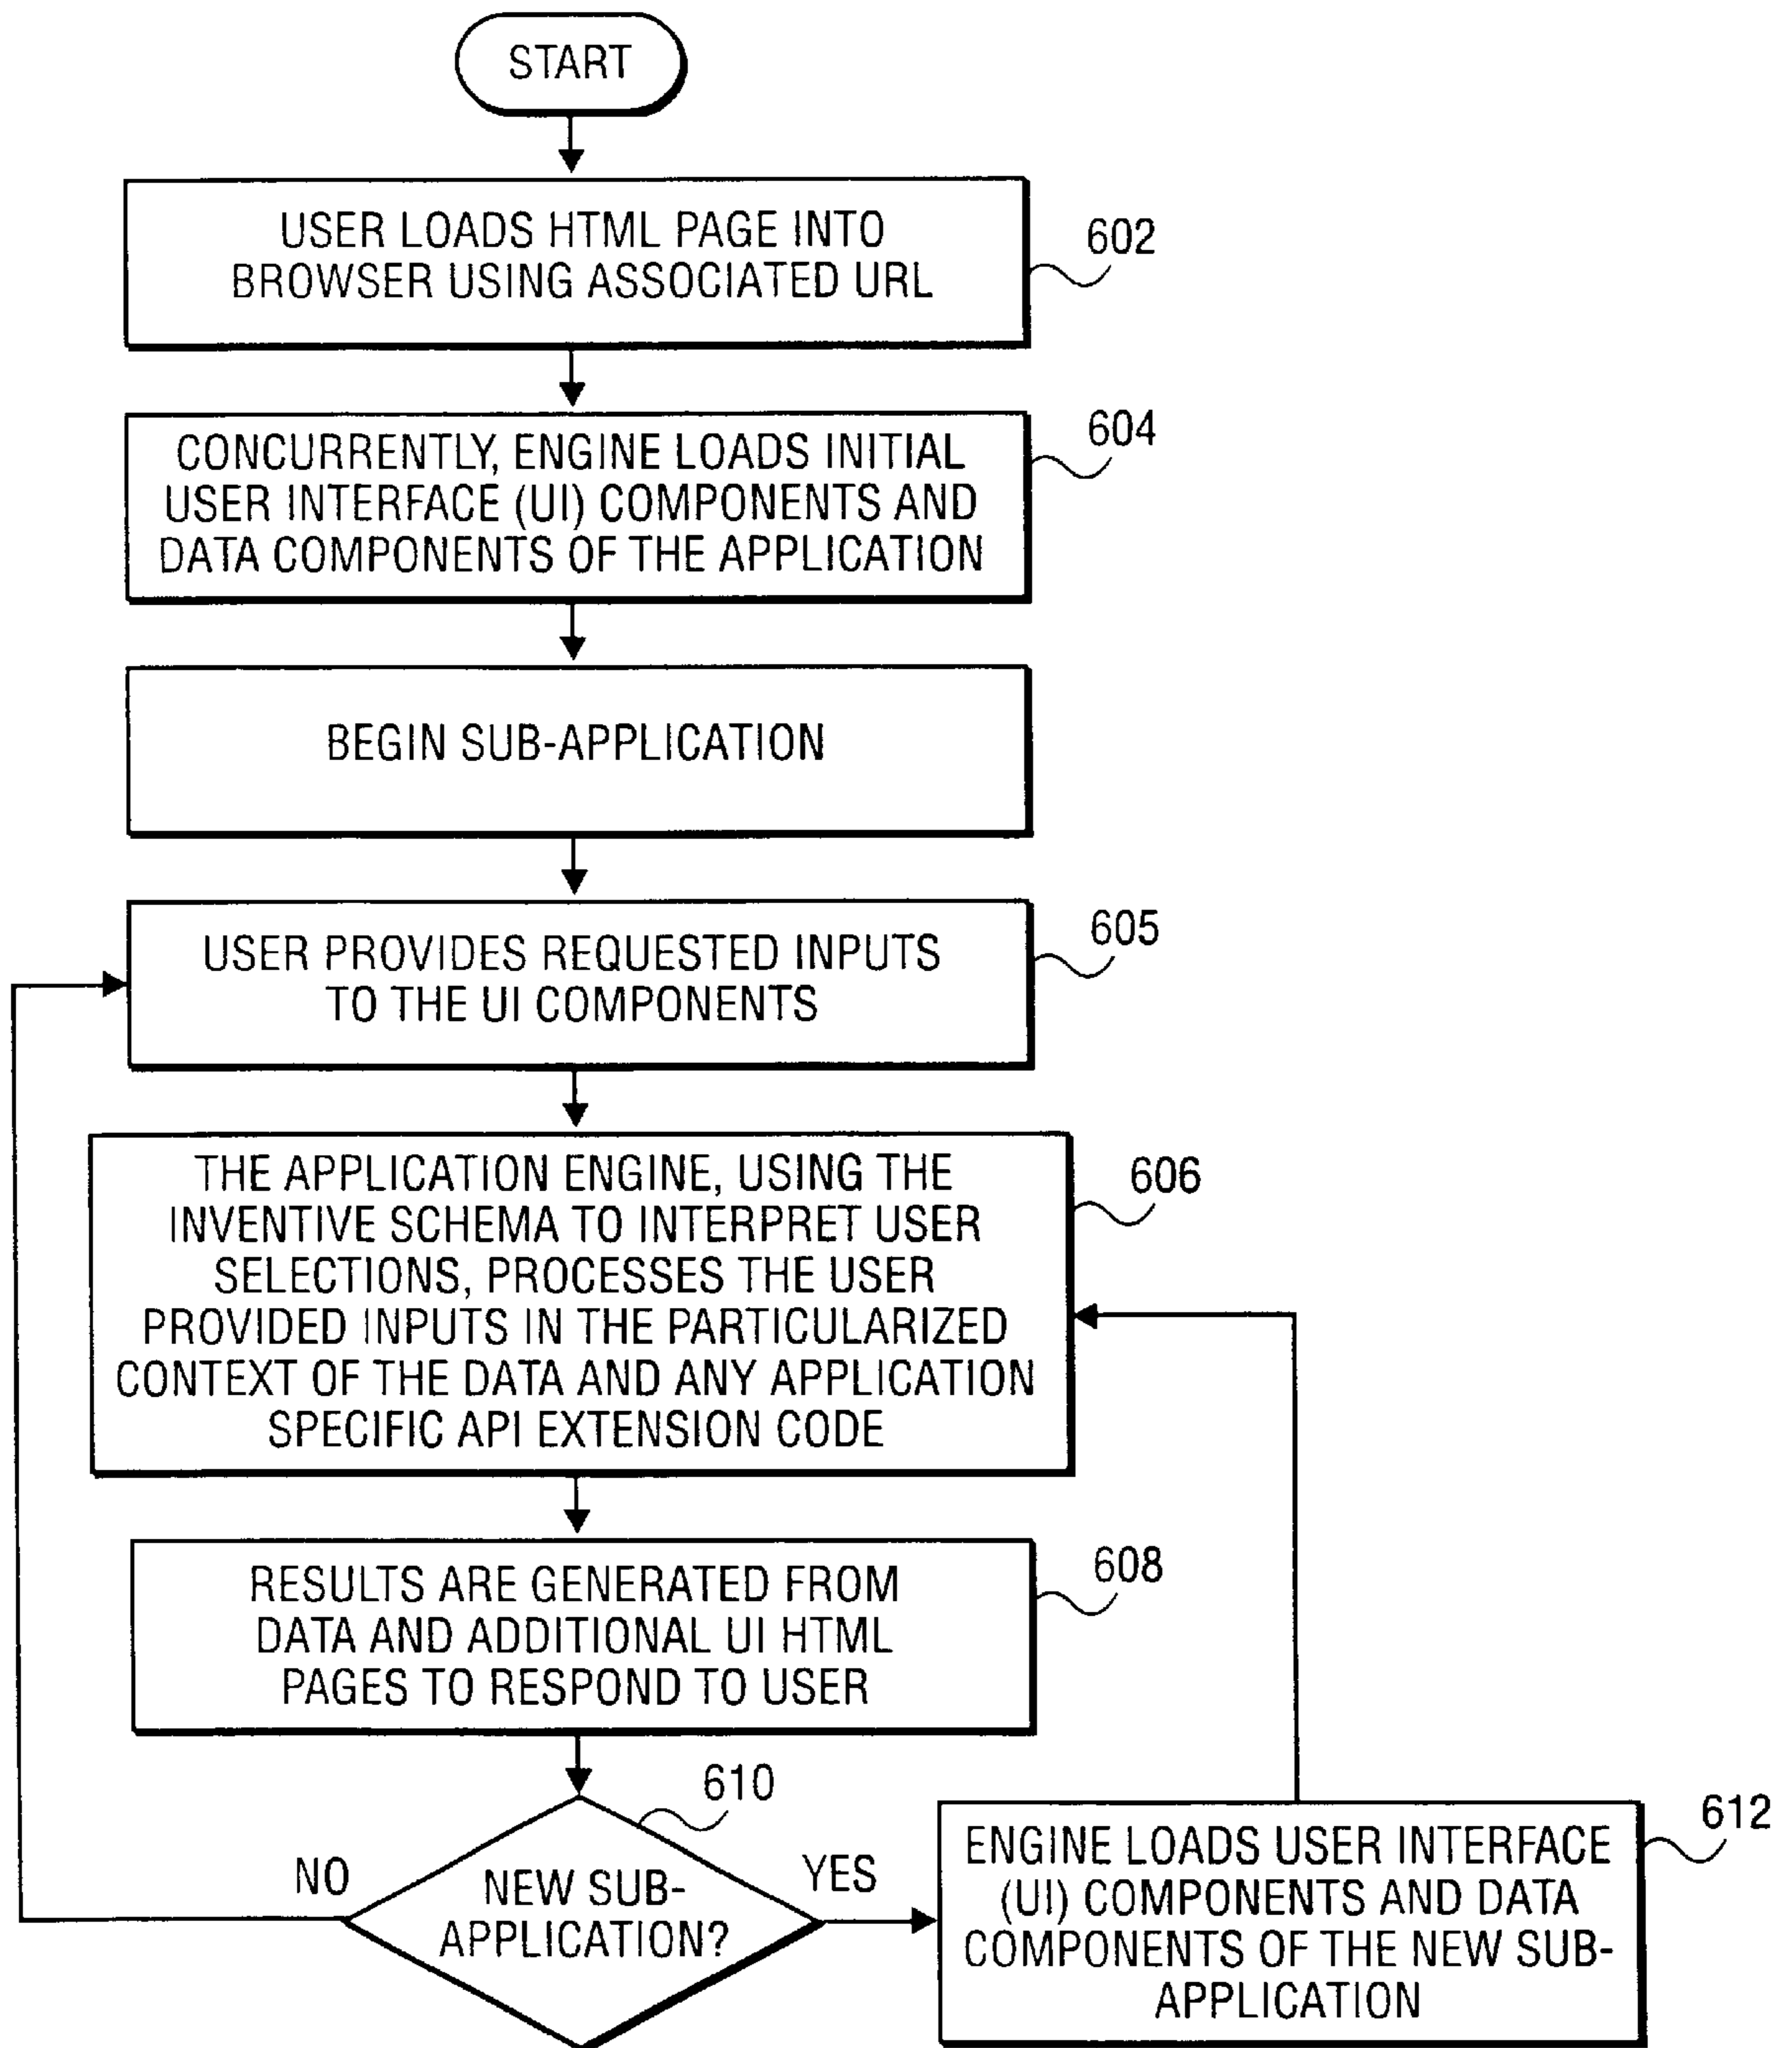 START
USER LOADS HTML PAGE INTO
BROWSER USING ASSOCIATED URL
602
CONCURRENTLY, ENGINE LOADS INITIAL
USER INTERFACE (UI) COMPONENTS AND
DATA COMPONENTS OF THE APPLICATION
604
BEGIN SUB-APPLICATION
USER PROVIDES REQUESTED INPUTS
TO THE UI COMPONENTS
605
THE APPLICATION ENGINE, USING THE
INVENTIVE SCHEMA TO INTERPRET USER
SELECTIONS, PROCESSES THE USER
PROVIDED INPUTS IN THE PARTICULARIZED
CONTEXT OF THE DATA AND ANY APPLICATION
SPECIFIC API EXTENSION CODE
606
RESULTS ARE GENERATED FROM
DATA AND ADDITIONAL UI HTML
PAGES TO RESPOND TO USER
608
610
NO
NEW SUB-
APPLICATION?
YES
ENGINE LOADS USER INTERFACE
(UI) COMPONENTS AND DATA
COMPONENTS OF THE NEW SUB-
APPLICATION
612